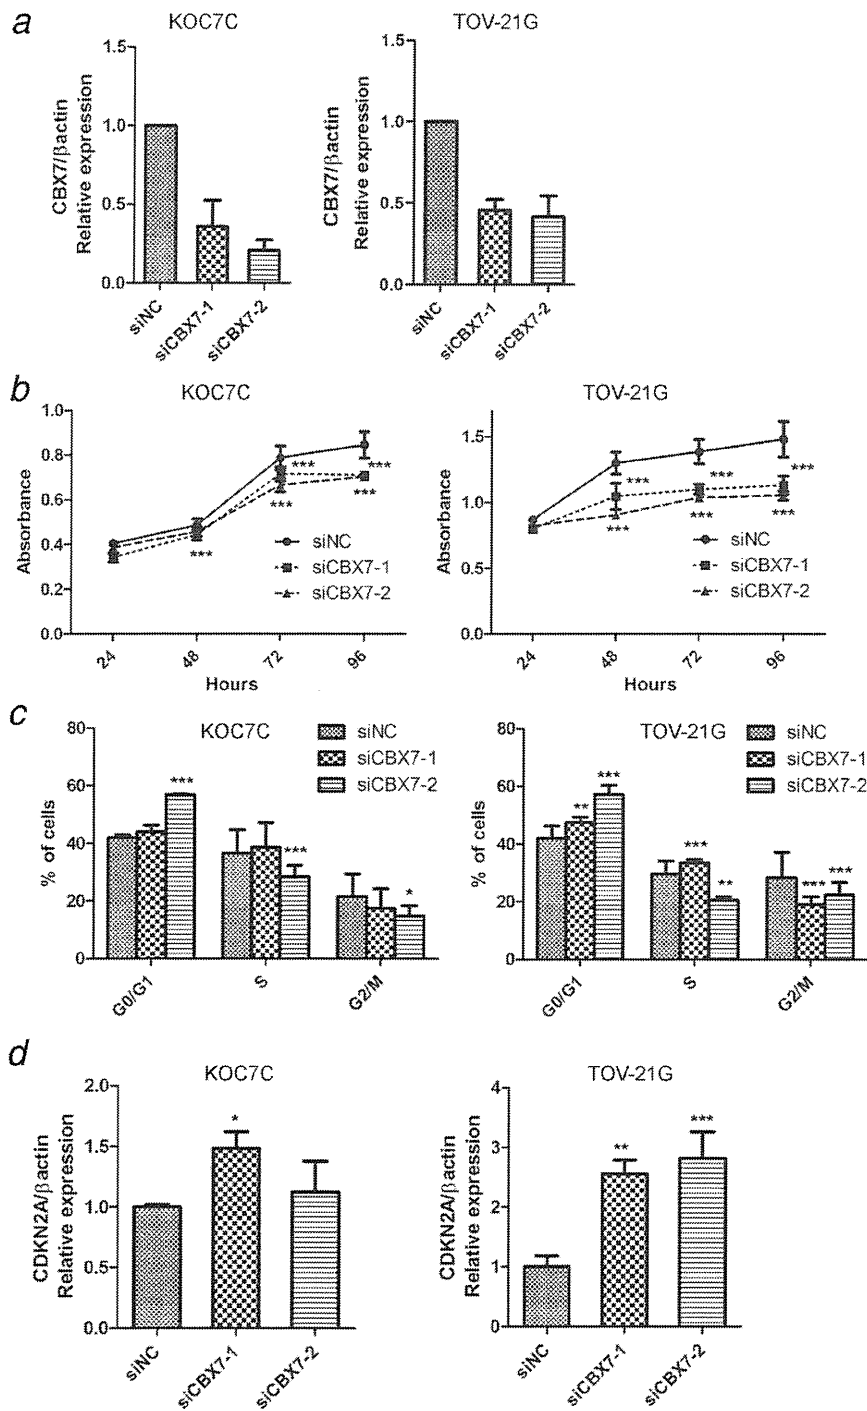 a
KOC7C
TOV-21G
CBX7/βactin
Relative expression
1.5
1.0
0.5
0.0
siNC
siCBX7-1
siCBX7-2
CBX7/βactin
Relative expression
1.5
1.0
0.5
0.0
siNC
siCBX7-1
siCBX7-2
b
KOC7C
TOV-21G
Absorbance
1.0
0.8
0.6
0.4
0.2
0.0
*** ***
*** *** ***
siNC
siCBX7-1
siCBX7-2
24 48 72 96
Hours
Absorbance
1.5
1.0
0.5
0.0
*** *** ***
*** *** ***
siNC
siCBX7-1
siCBX7-2
24 48 72 96
Hours
c
KOC7C
% of cells
80
60
40
20
0
*** *** *
siNC
siCBX7-1
siCBX7-2
G0/G1 S G2/M
TOV-21G
% of cells
80
60
40
20
0
** *** *** ** *** ***
siNC
siCBX7-1
siCBX7-2
G0/G1 S G2/M
d
KOC7C
CDKN2A/βactin
Relative expression
2.0
1.5
1.0
0.5
0.0
*
siNC
siCBX7-1
siCBX7-2
TOV-21G
CDKN2A/βactin
Relative expression
4
3
2
1
0
** ***
siNC
siCBX7-1
siCBX7-2